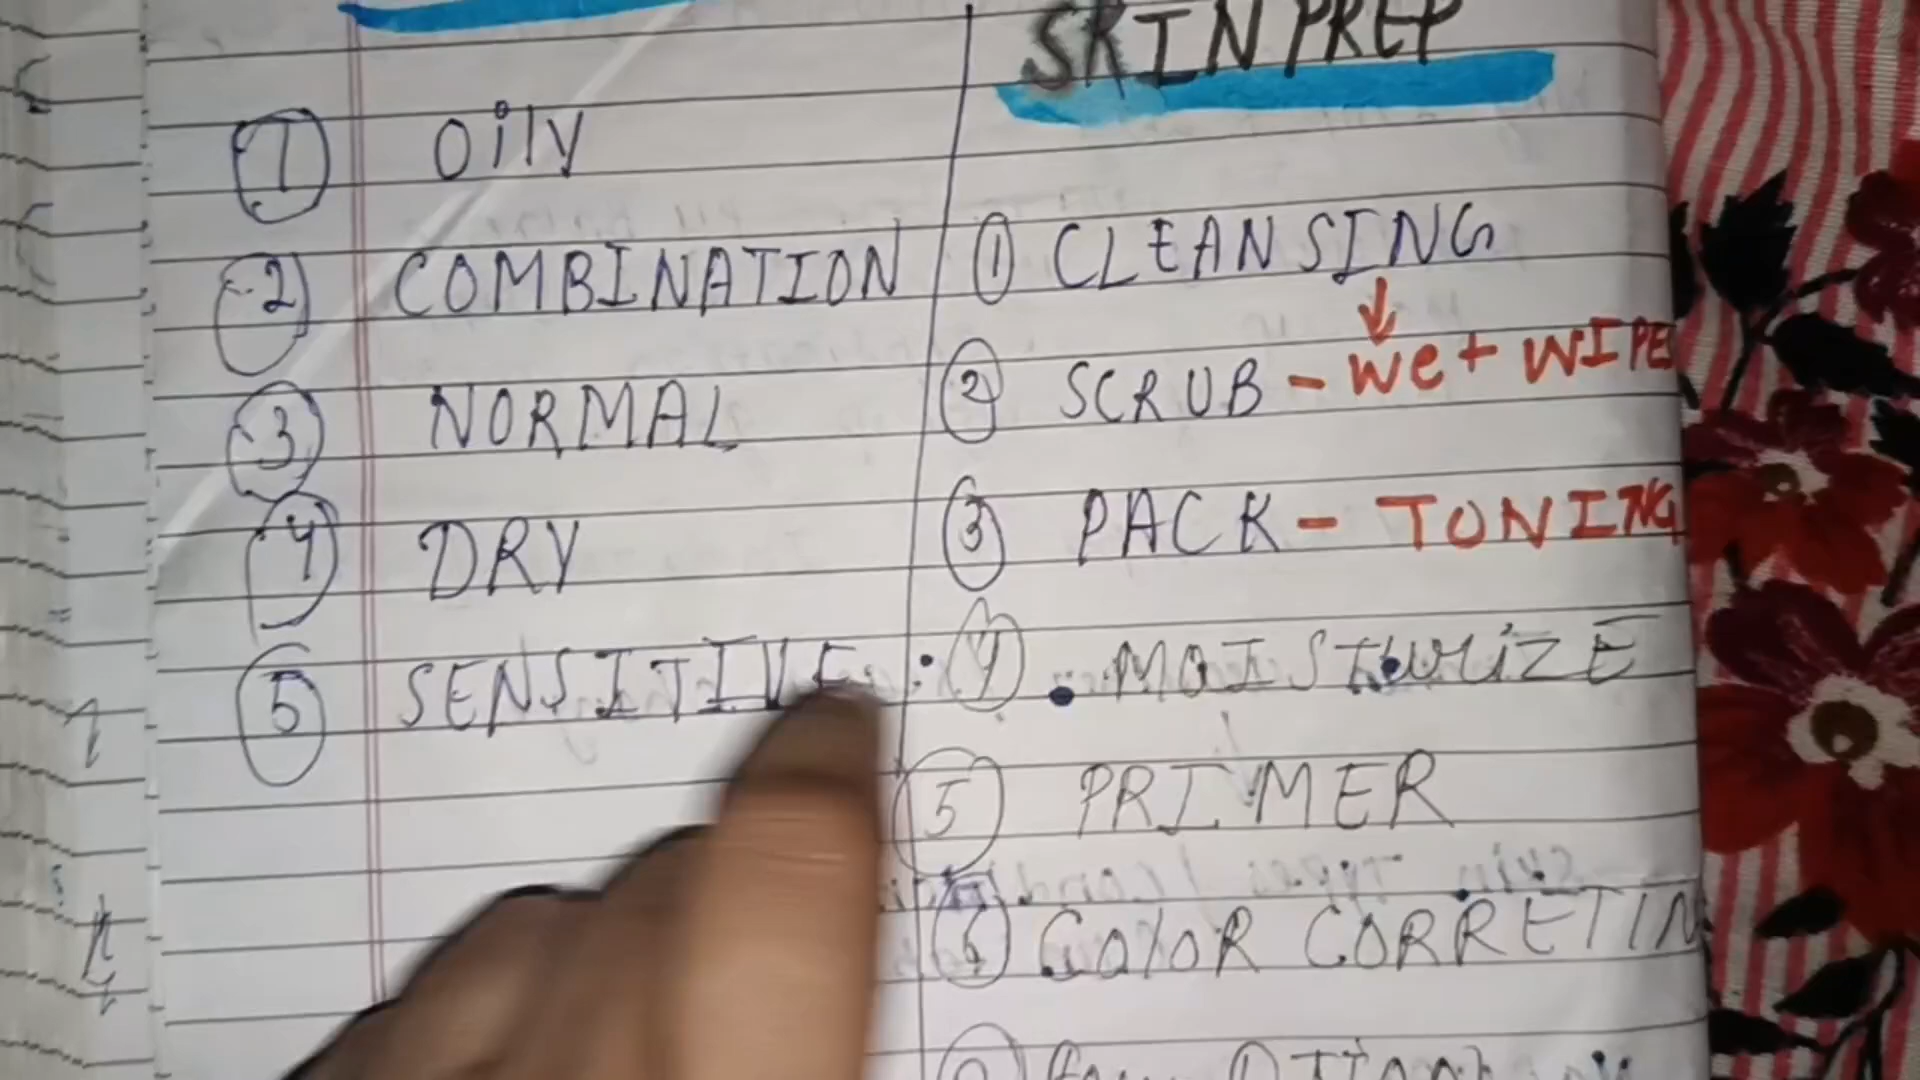 ① Oily
② COMBINATION
③ NORMAL
④ DRY
⑤ SENSITIVE
SKIN PREP
① CLEANSING
② SCRUB - wet WIPE
③ PACK - TONING
④ MOISTURIZE
⑤ PRIMER
⑥ COlOR CORRETIN